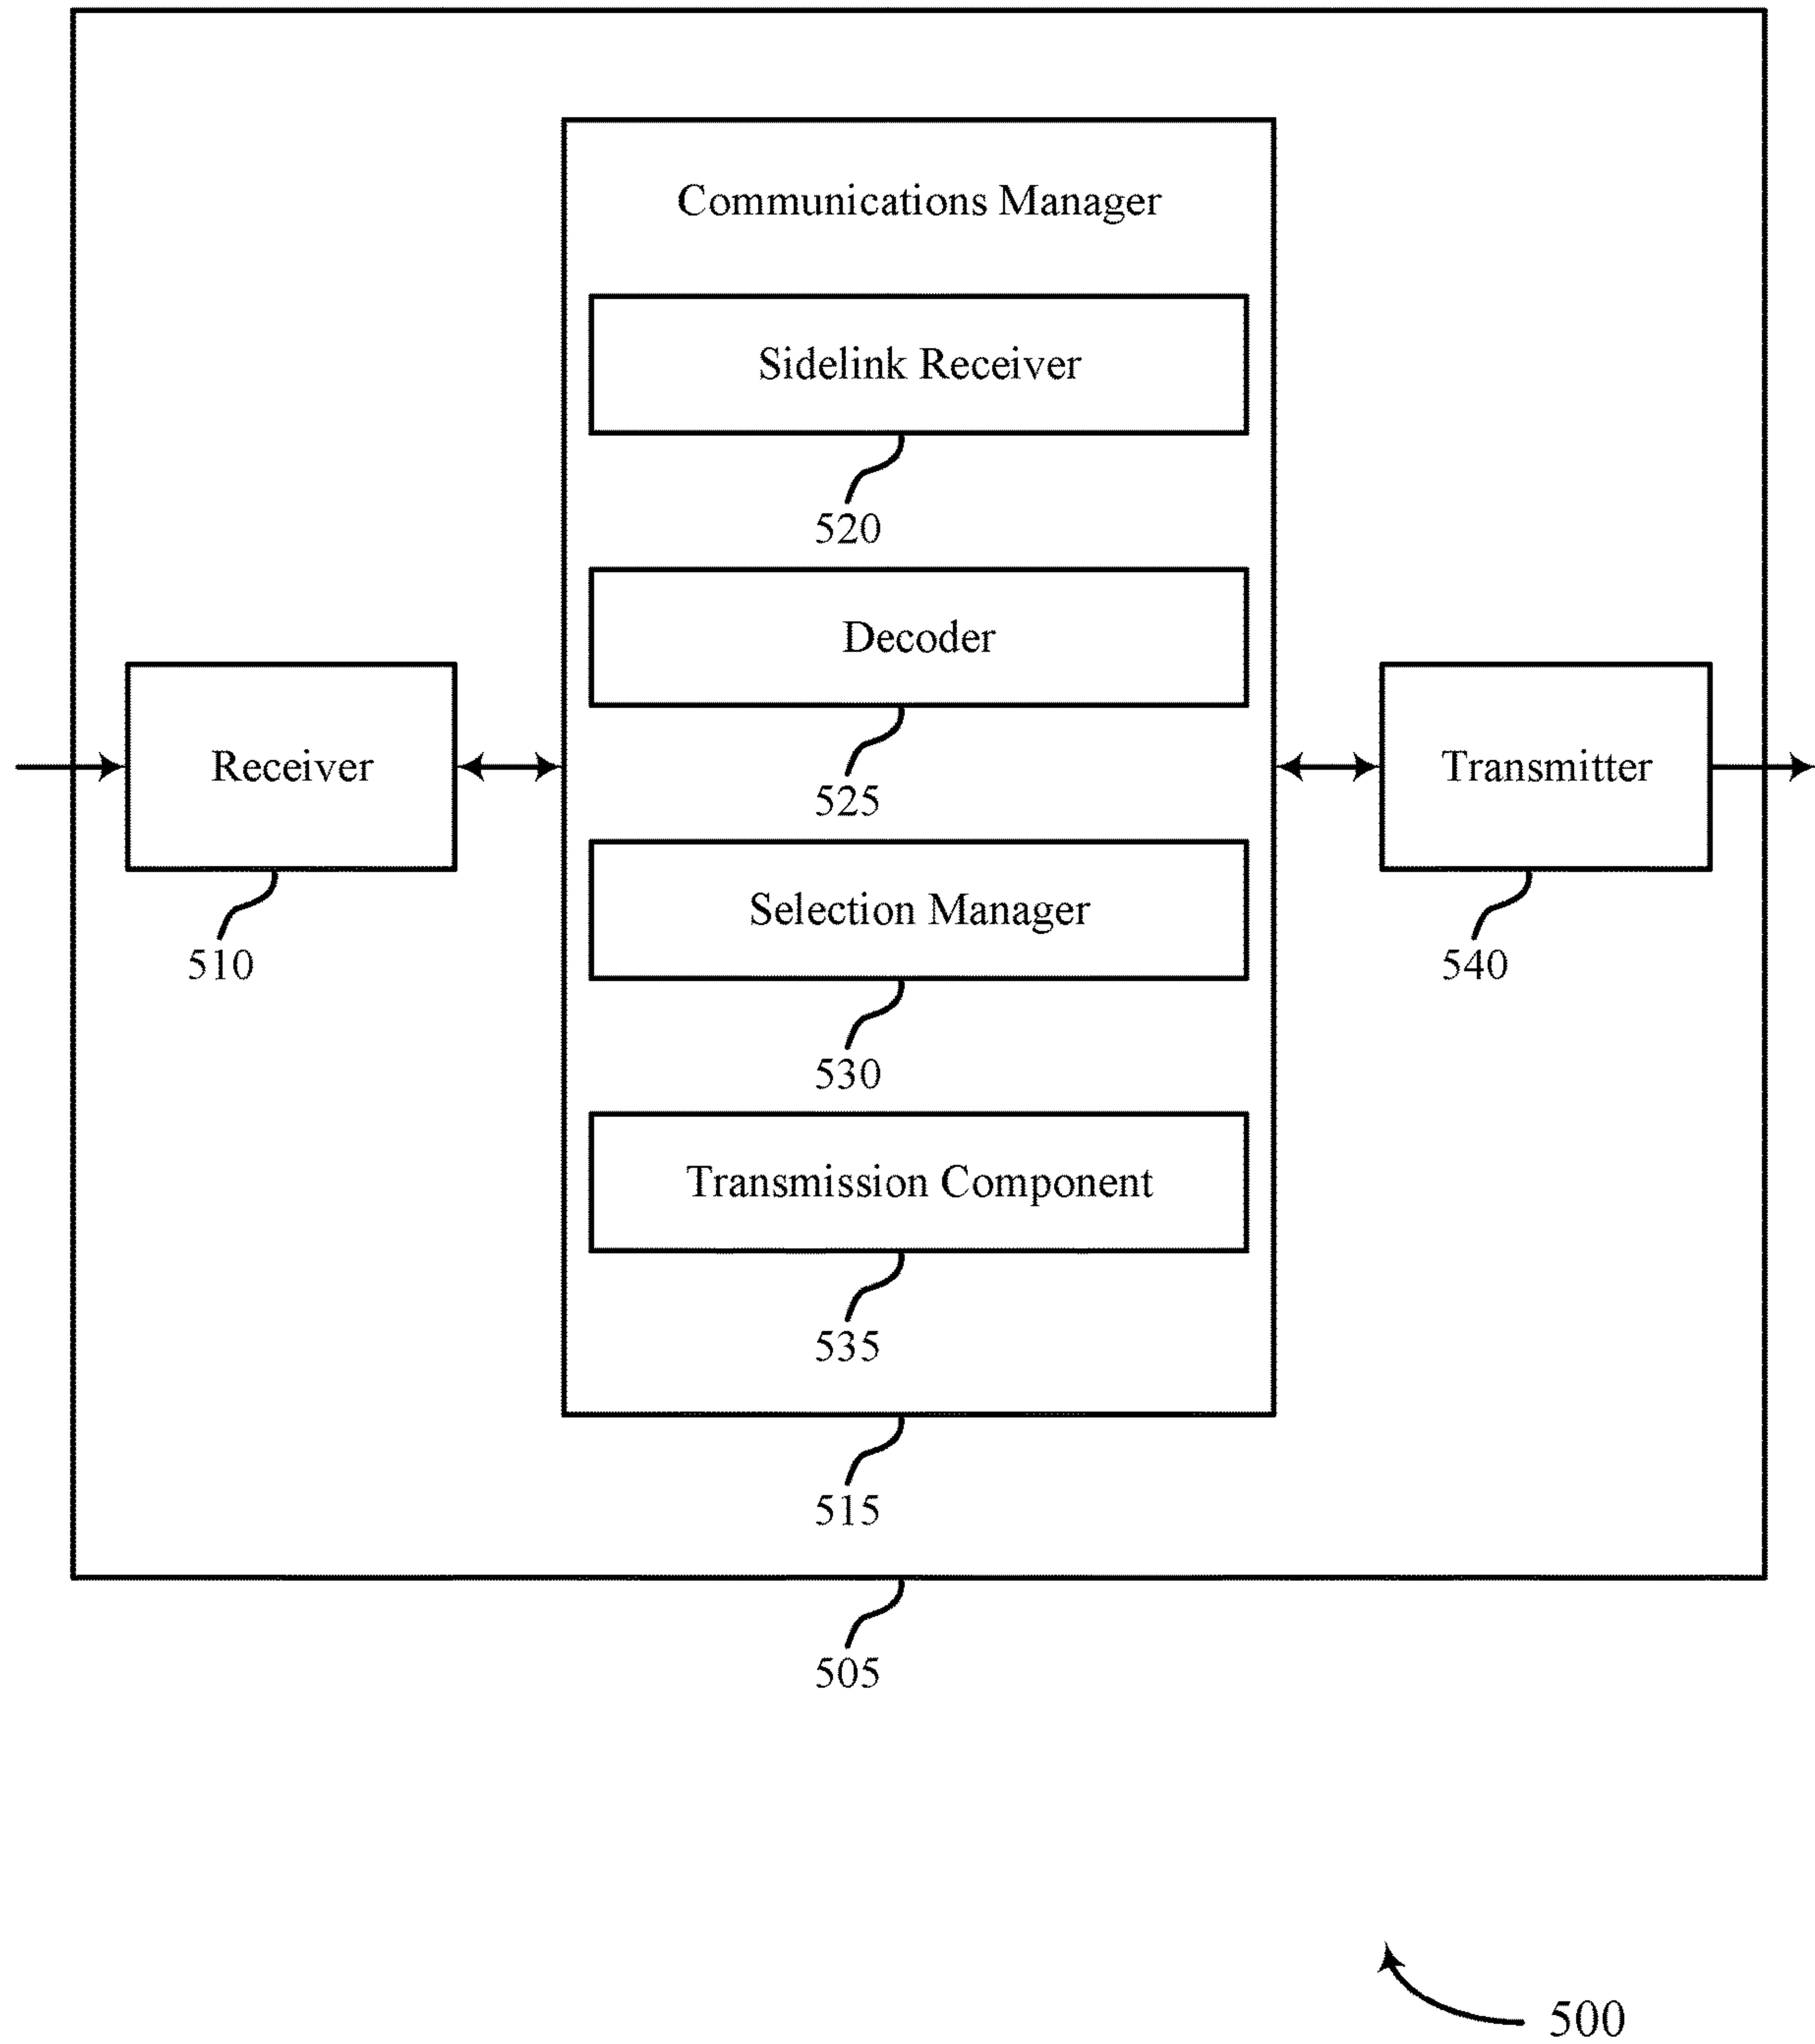 Communications Manager
Sidelink Receiver
520
Decoder
525
Receiver
510
Selection Manager
530
Transmission Component
535
515
Transmitter
540
505
500